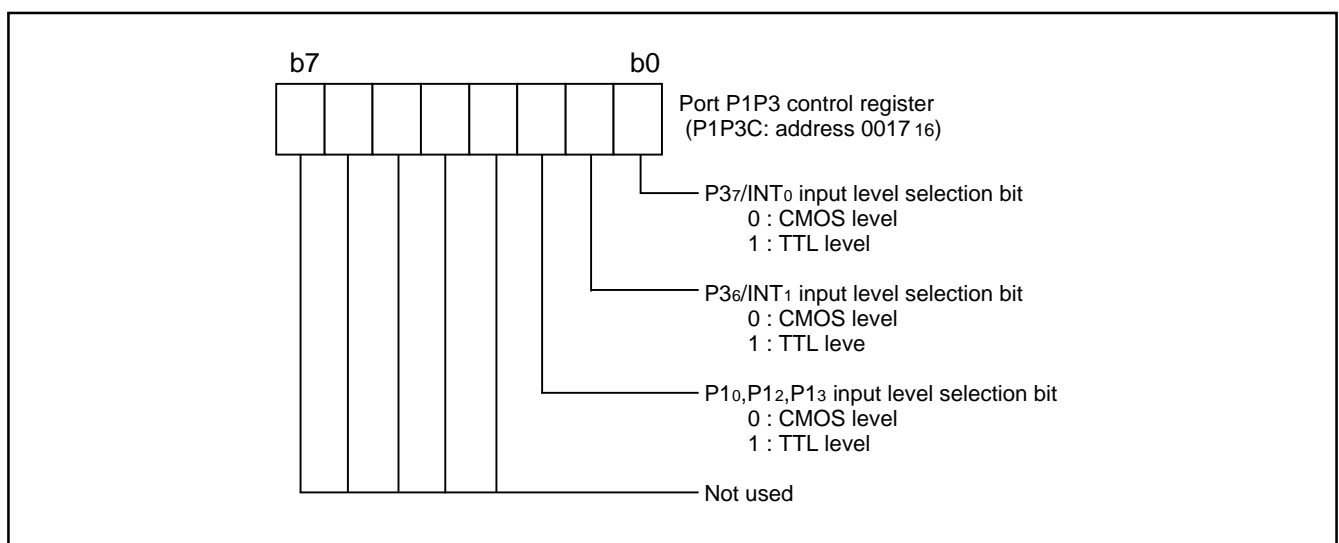 b7 b0
Port P1P3 control register
(P1P3C: address 0017 16)
P37/INT0 input level selection bit
0 : CMOS level
1 : TTL level
P36/INT1 input level selection bit
0 : CMOS level
1 : TTL leve
P10,P12,P13 input level selection bit
0 : CMOS level
1 : TTL level
Not used